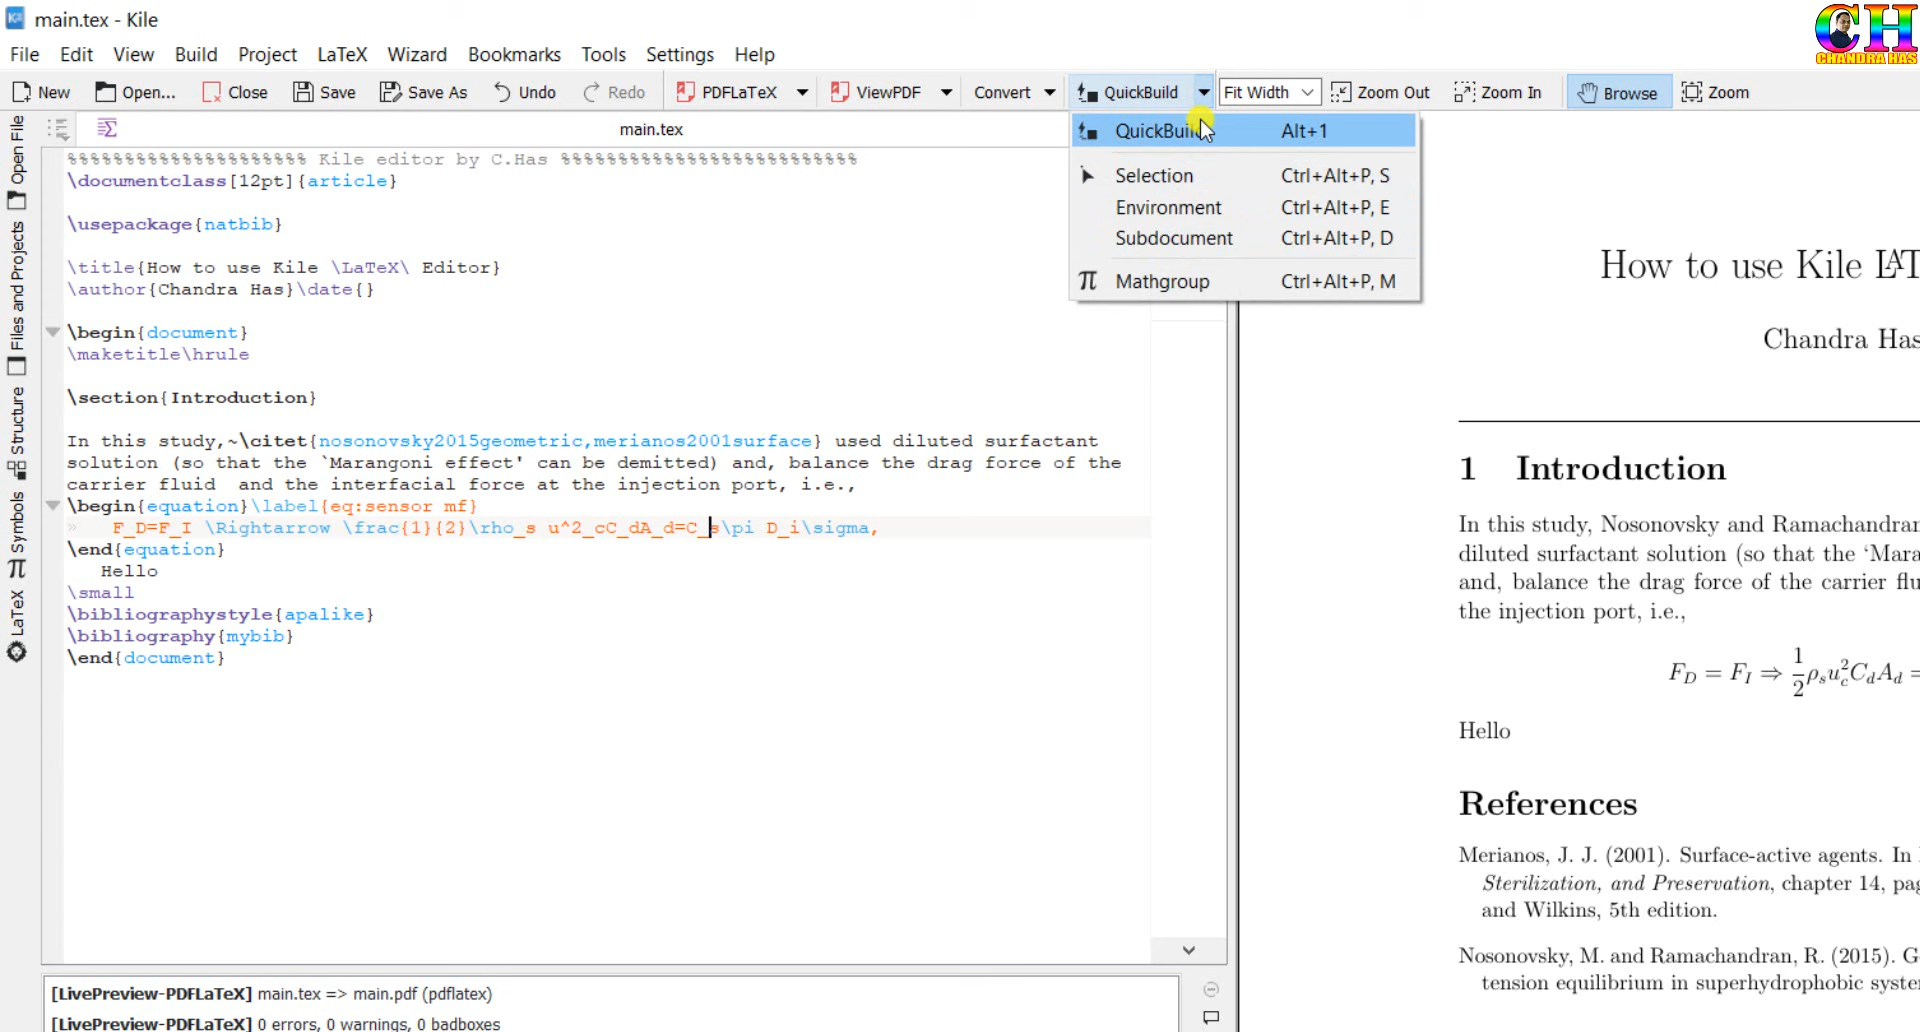 main.tex - Kile
CH
CHANDRA HAS
File Edit View Build Project LaTeX Wizard Bookmarks Tools Settings Help
New Open... Close Save Save As Undo Redo PDFLaTeX ViewPDF Convert QuickBuild Fit Width Zoom Out Zoom In Browse Zoom
Open File
Files and Projects
Structure
Symbols
LaTeX
main.tex
QuickBuild Alt+1
Selection Ctrl+Alt+P, S
Environment Ctrl+Alt+P, E
Subdocument Ctrl+Alt+P, D
Mathgroup Ctrl+Alt+P, M
%%%%%%%%%%%%%%%%%%%%% Kile editor by C.Has %%%%%%%%%%%%%%%%%%%%%%%%%%
\documentclass[12pt]{article}
\usepackage{natbib}
\title{How to use Kile \LaTeX\ Editor}
\author{Chandra Has}\date{}
\begin{document}
\maketitle\hrule
\section{Introduction}
In this study,~\citet{nosonovsky2015geometric,merianos2001surface} used diluted surfactant
solution (so that the `Marangoni effect' can be demitted) and, balance the drag force of the
carrier fluid  and the interfacial force at the injection port, i.e.,
\begin{equation}\label{eq:sensor mf}
F_D=F_I \Rightarrow \frac{1}{2}\rho_s u^2_cC_dA_d=C_s\pi D_i\sigma,
\end{equation}
Hello
\small
\bibliographystyle{apalike}
\bibliography{mybib}
\end{document}
How to use Kile LAT
Chandra Has
1 Introduction
In this study, Nosonovsky and Ramachandran
diluted surfactant solution (so that the ‘Mara
and, balance the drag force of the carrier flu
the injection port, i.e.,
F_D = F_I ⇒ 1/2 ρ_s u_c^2 C_d A_d =
Hello
References
Merianos, J. J. (2001). Surface-active agents. In
Sterilization, and Preservation, chapter 14, pag
and Wilkins, 5th edition.
Nosonovsky, M. and Ramachandran, R. (2015). G
tension equilibrium in superhydrophobic syste
[LivePreview-PDFLaTeX] main.tex => main.pdf (pdflatex)
[LivePreview-PDFLaTeX] 0 errors, 0 warnings, 0 badboxes